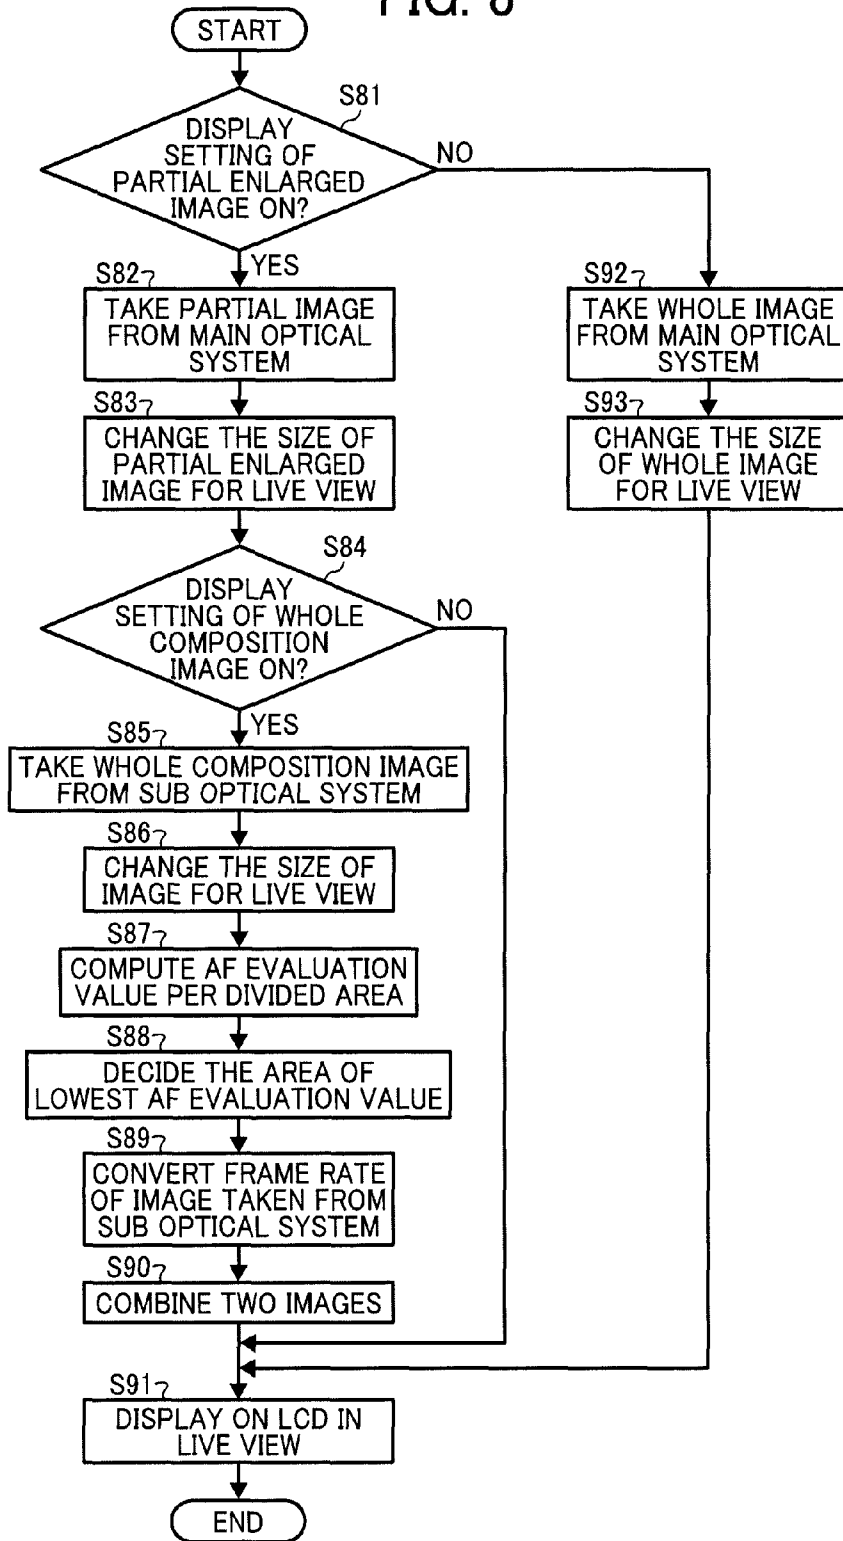 START
S81
DISPLAY
SETTING OF
PARTIAL ENLARGED
IMAGE ON?
NO
YES
S82
TAKE PARTIAL IMAGE
FROM MAIN OPTICAL
SYSTEM
S83
CHANGE THE SIZE OF
PARTIAL ENLARGED
IMAGE FOR LIVE VIEW
S84
DISPLAY
SETTING OF WHOLE
COMPOSITION
IMAGE ON?
NO
YES
S85
TAKE WHOLE COMPOSITION IMAGE
FROM SUB OPTICAL SYSTEM
S86
CHANGE THE SIZE OF
IMAGE FOR LIVE VIEW
S87
COMPUTE AF EVALUATION
VALUE PER DIVIDED AREA
S88
DECIDE THE AREA OF
LOWEST AF EVALUATION VALUE
S89
CONVERT FRAME RATE
OF IMAGE TAKEN FROM
SUB OPTICAL SYSTEM
S90
COMBINE TWO IMAGES
S92
TAKE WHOLE IMAGE
FROM MAIN OPTICAL
SYSTEM
S93
CHANGE THE SIZE
OF WHOLE IMAGE
FOR LIVE VIEW
S91
DISPLAY ON LCD IN
LIVE VIEW
END